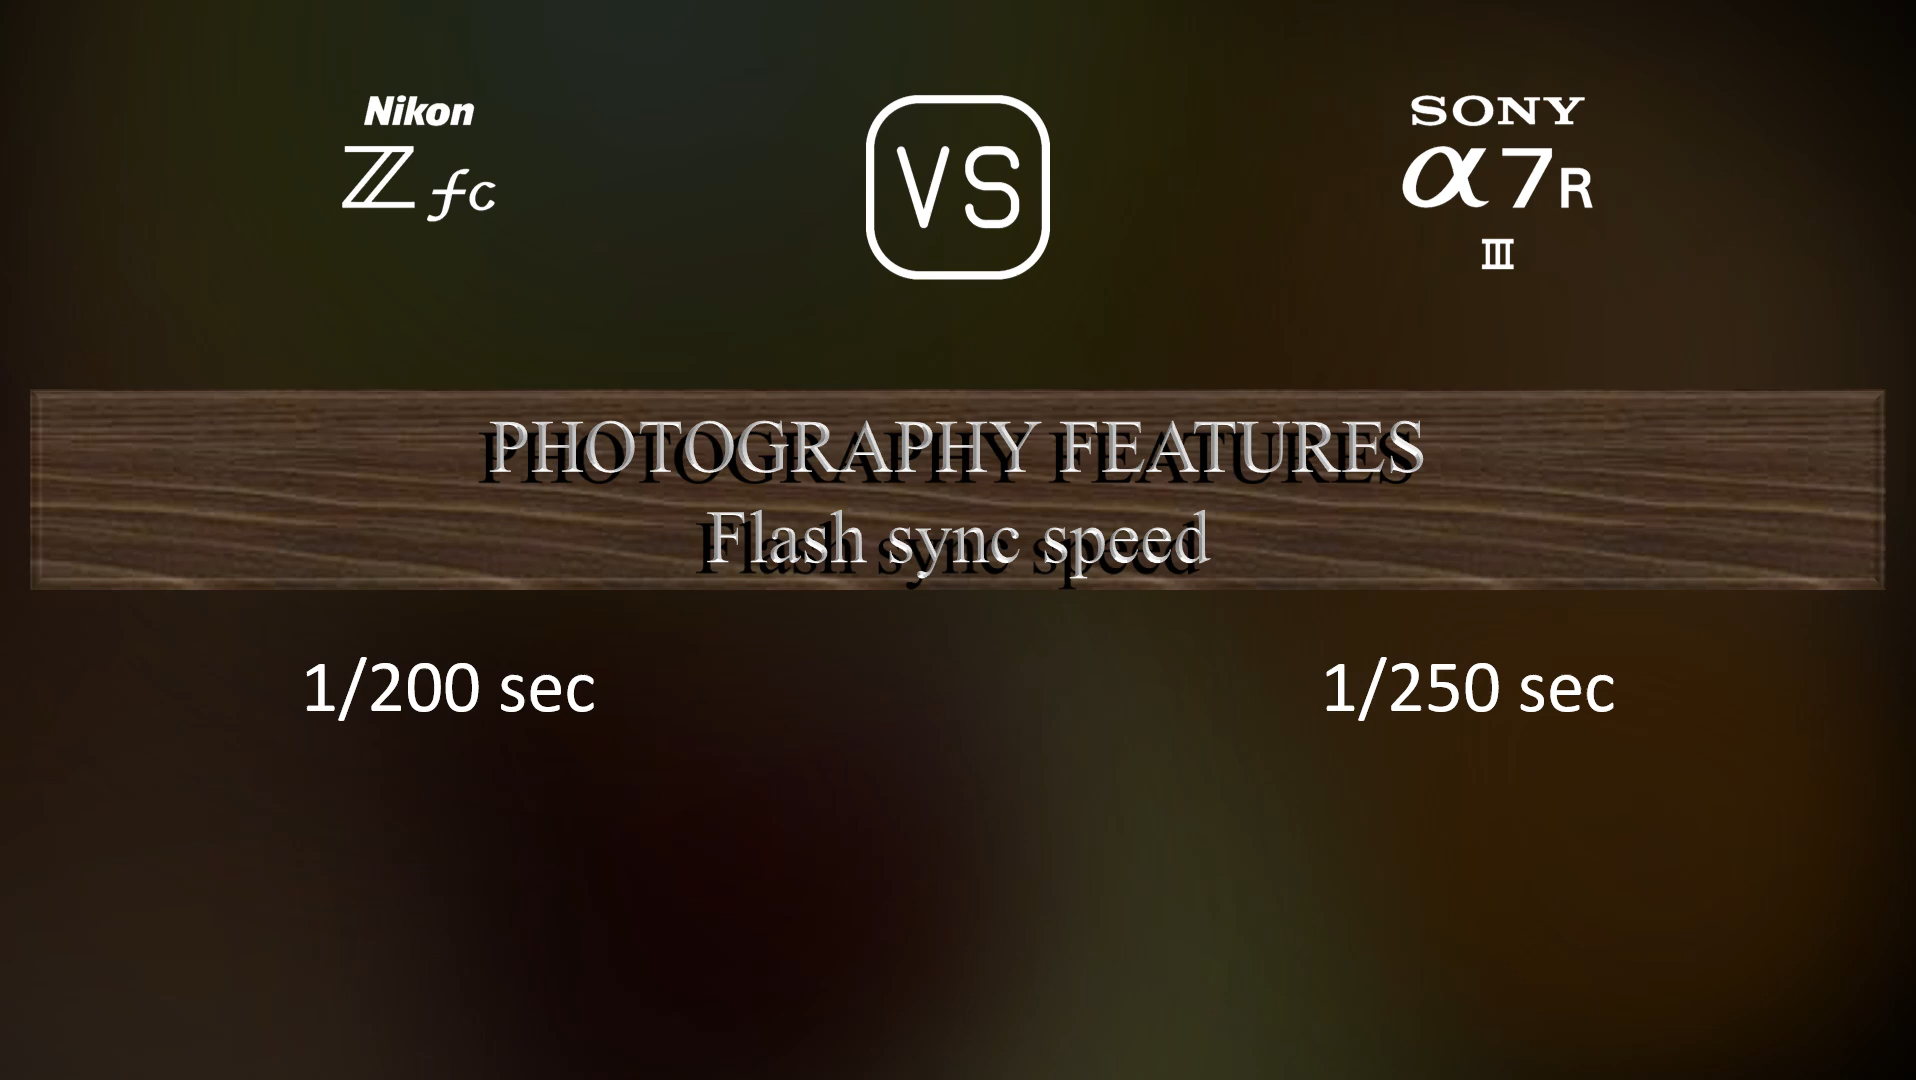 Nikon
Z fc
VS
SONY
α7R
III
PHOTOGRAPHY FEATURES
Flash sync speed
1/200 sec
1/250 sec